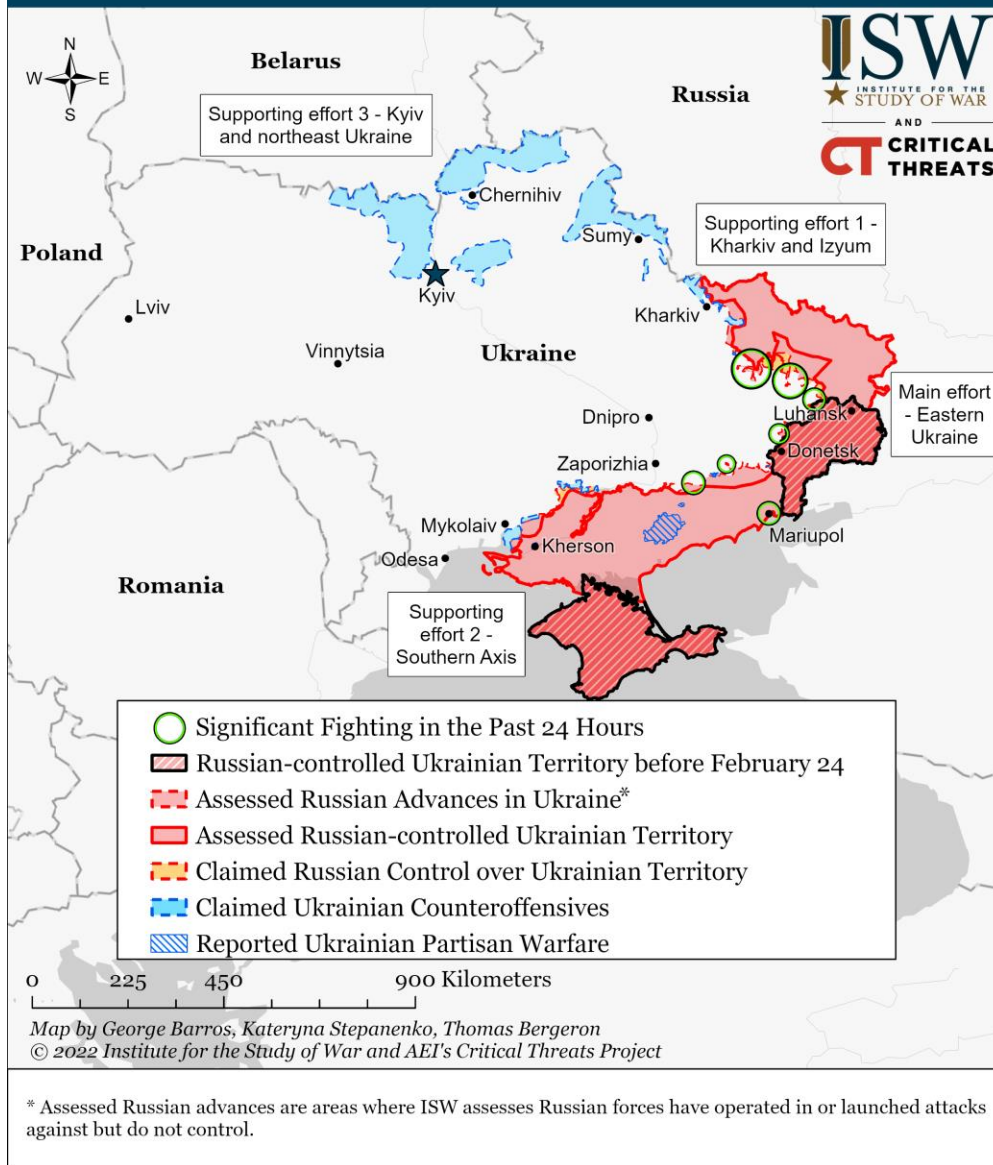 N
W E
S
Belarus
Russia
ISW
INSTITUTE FOR THE
STUDY OF WAR
AND
CT CRITICAL
THREATS
Supporting effort 3 - Kyiv
and northeast Ukraine
Chernihiv
Sumy
Supporting effort 1 -
Kharkiv and Izyum
Poland
Kyiv
Lviv
Kharkiv
Vinnytsia
Ukraine
Main effort
- Eastern
Ukraine
Dnipro
Luhansk
Donetsk
Zaporizhia
Mykolaiv
Mariupol
Kherson
Odesa
Romania
Supporting
effort 2 -
Southern Axis
Significant Fighting in the Past 24 Hours
Russian-controlled Ukrainian Territory before February 24
Assessed Russian Advances in Ukraine*
Assessed Russian-controlled Ukrainian Territory
Claimed Russian Control over Ukrainian Territory
Claimed Ukrainian Counteroffensives
Reported Ukrainian Partisan Warfare
0 225 450 900 Kilometers
Map by George Barros, Kateryna Stepanenko, Thomas Bergeron
© 2022 Institute for the Study of War and AEI's Critical Threats Project
* Assessed Russian advances are areas where ISW assesses Russian forces have operated in or launched attacks
against but do not control.